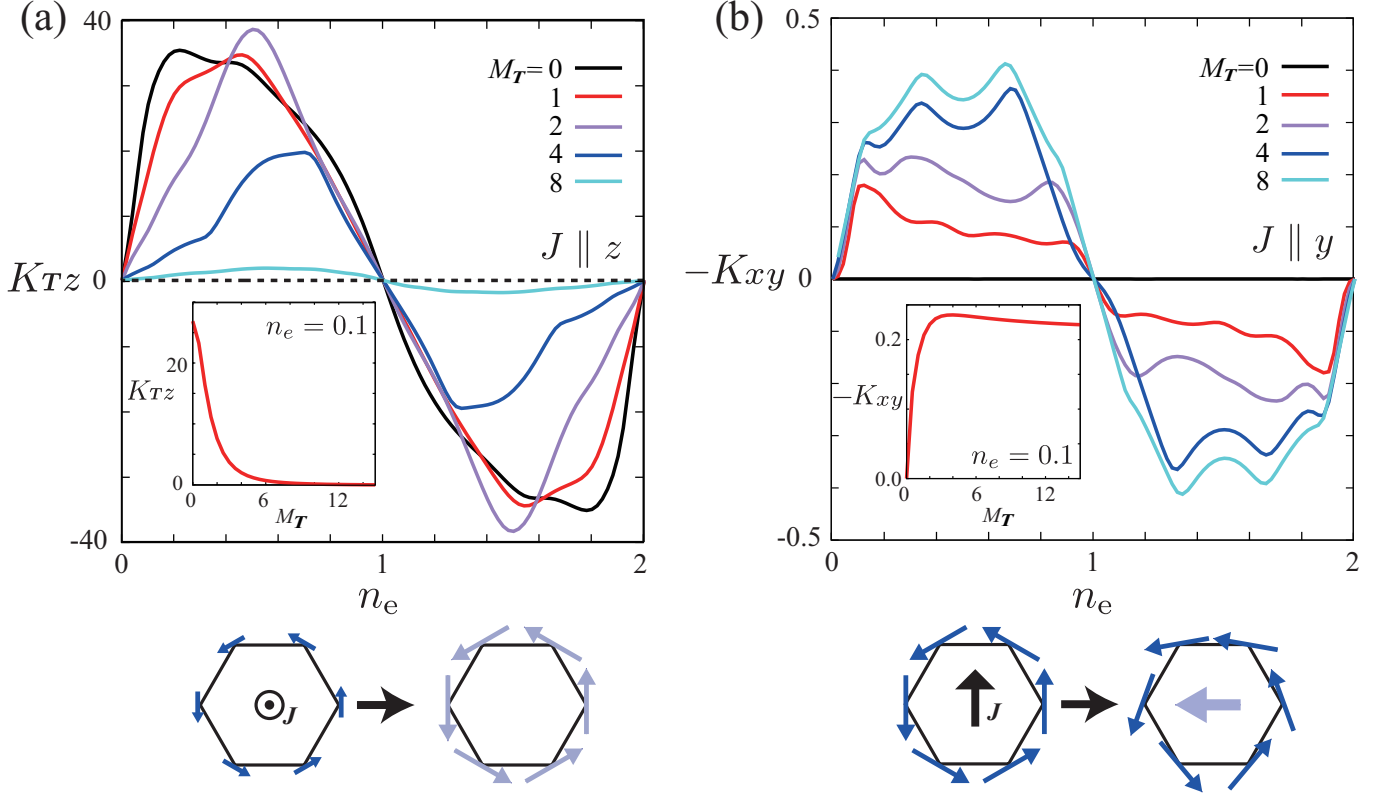 (a)
40
M_T= 0
1
2
4
8
J ∥ z
K_Tz 0
n_e = 0.1
20
K_Tz
0
0 6 12
M_T
-40
0 1 2
n_e
J
(b)
0.5
M_T=0
1
2
4
8
J ∥ y
−K_xy 0
0.2
−K_xy
n_e = 0.1
0.0
0 6 12
M_T
-0.5
0 1 2
n_e
J